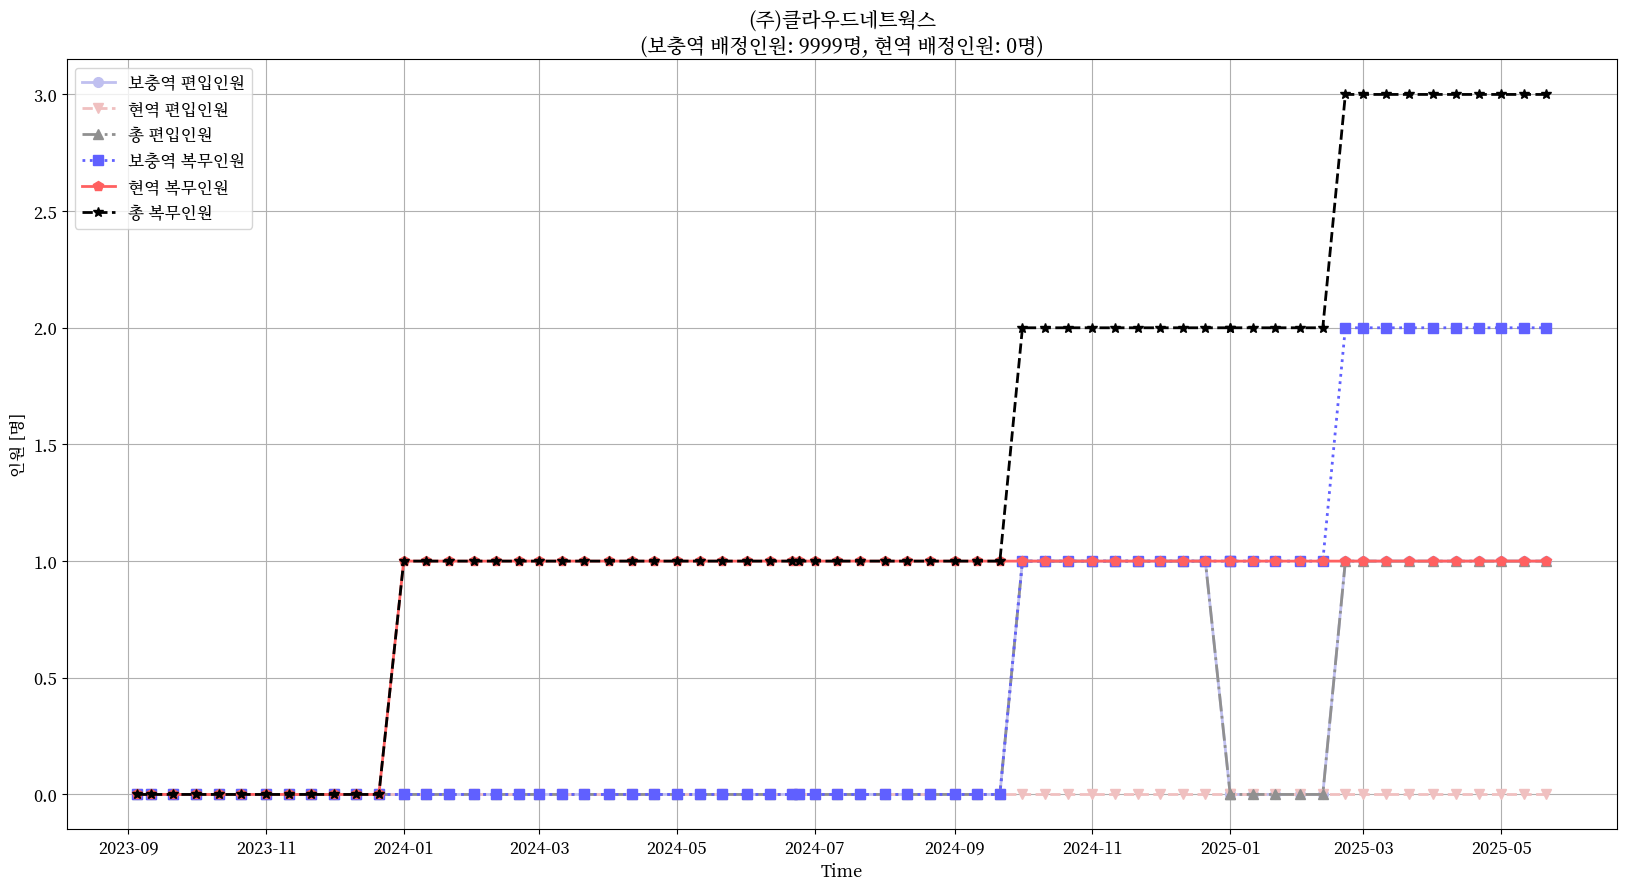 (주)클라우드네트웍스
(보충역 배정인원: 9999명, 현역 배정인원: 0명)
보충역 편입인원
현역 편입인원
총 편입인원
보충역 복무인원
현역 복무인원
총 복무인원
3.0
2.5
2.0
1.5
1.0
0.5
0.0
인원 [명]
2023-09 2023-11 2024-01 2024-03 2024-05 2024-07 2024-09 2024-11 2025-01 2025-03 2025-05
Time